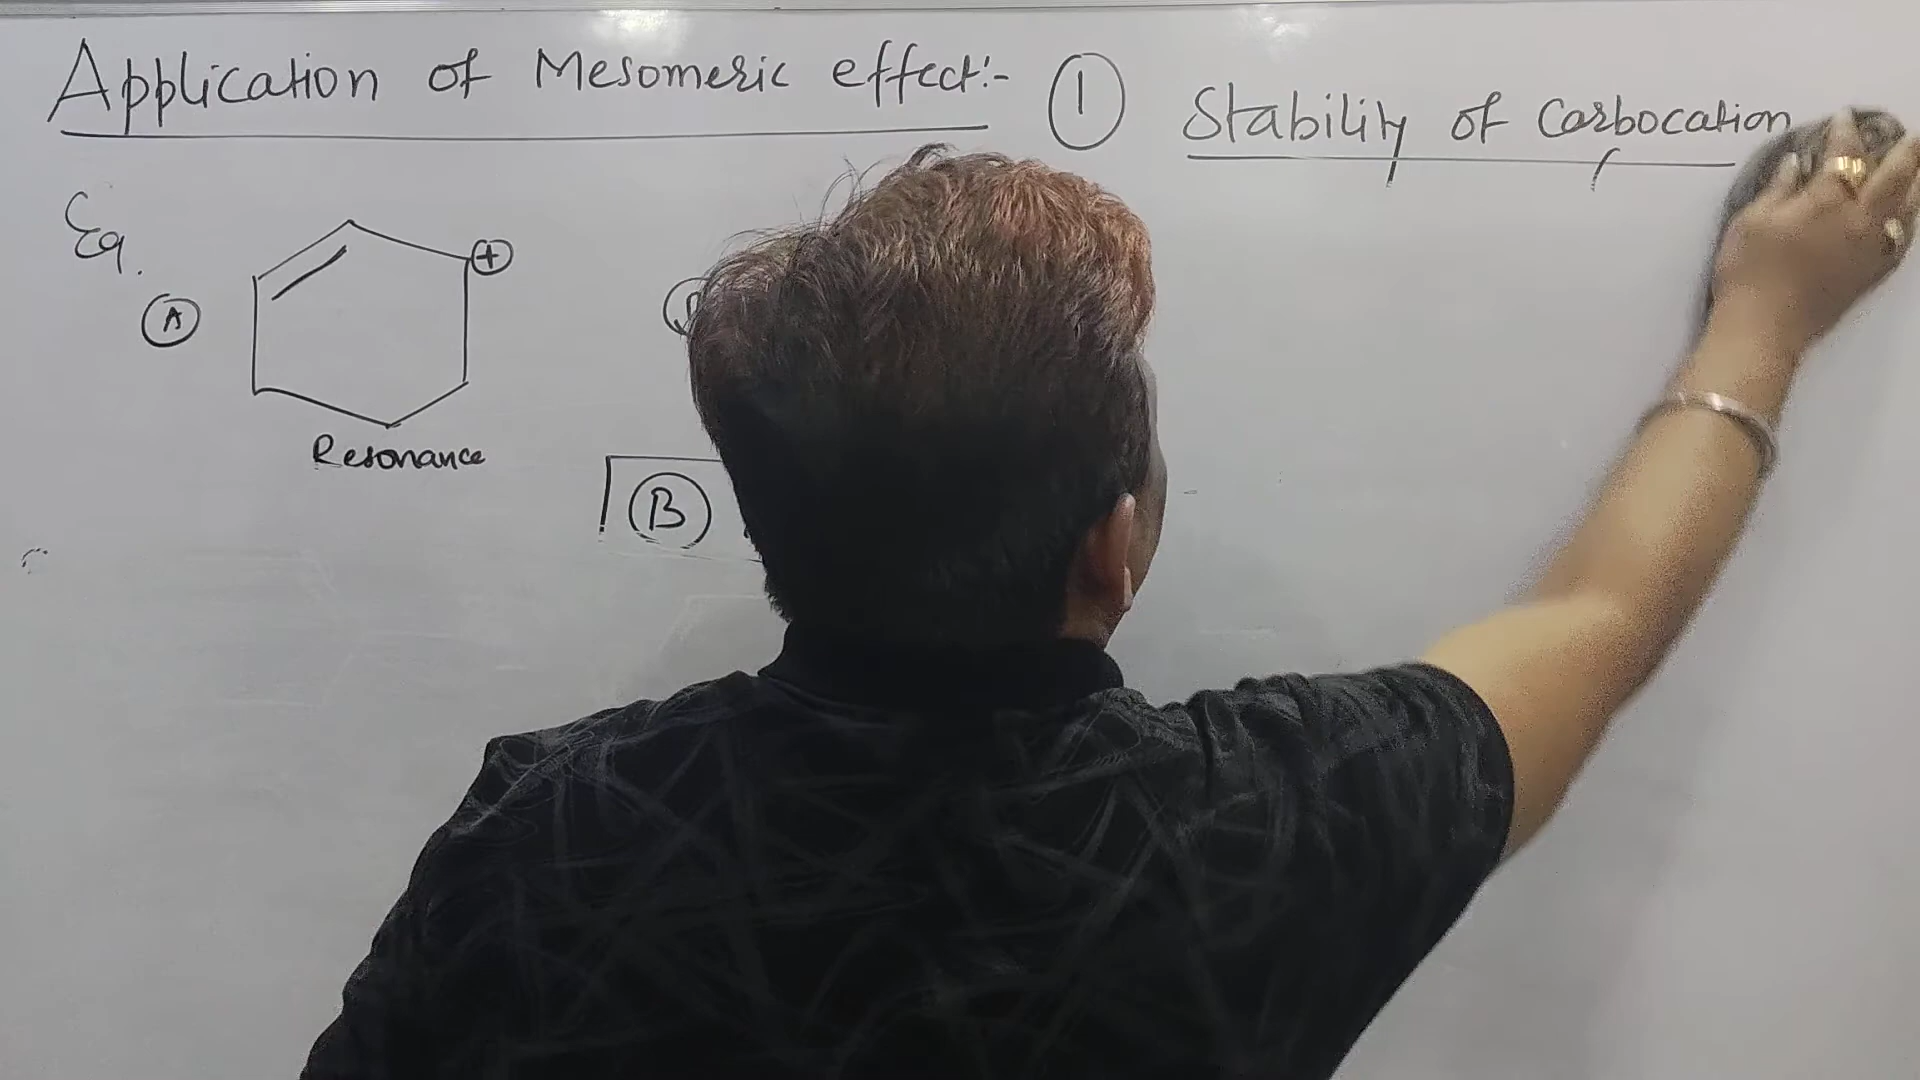 Application of Mesomeric effect:- ① Stability of Carbocation
Eg.
Ⓐ
⊕
Resonance
Ⓑ